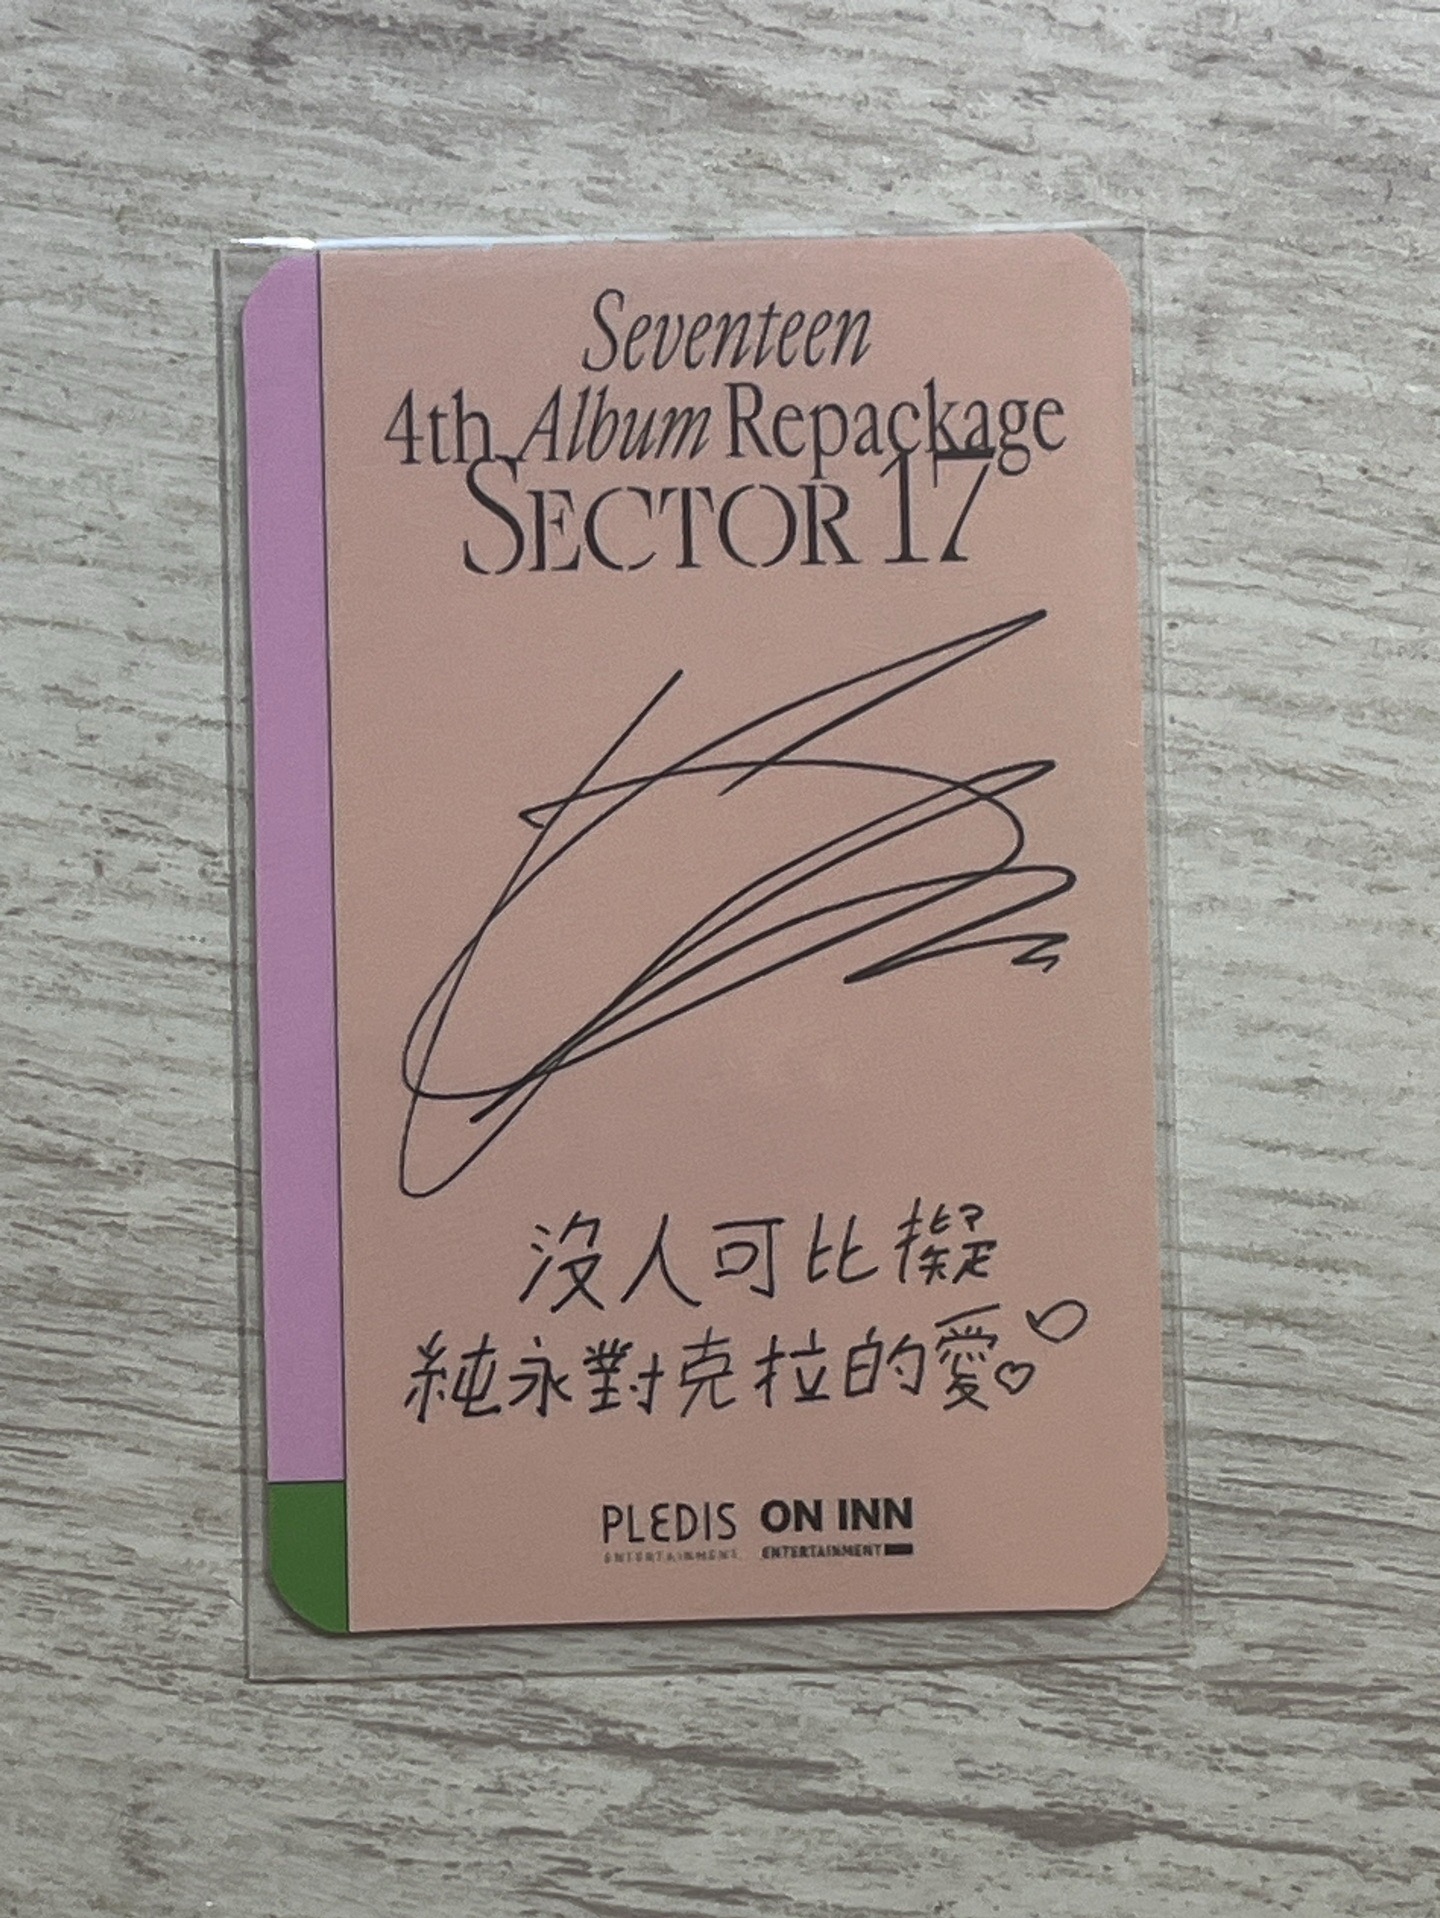 Seventeen
4th Album Repackage
SECTOR 17
沒人可比擬
純永對克拉的愛
PLEDIS ON INN
ENTERTAINMENT ENTERTAINMENT